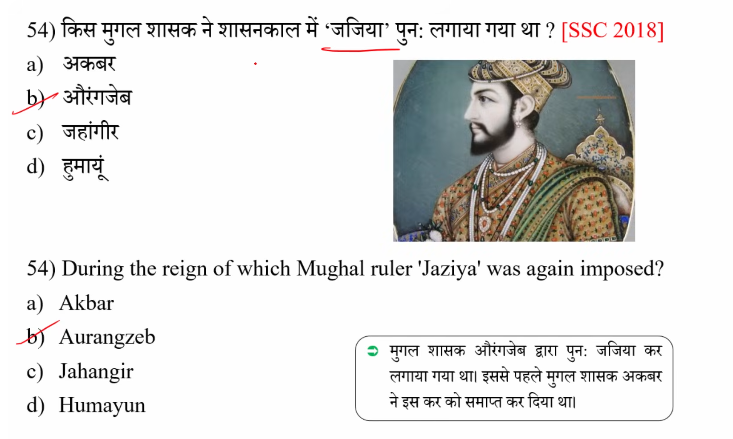 54) किस मुगल शासक ने शासनकाल में ‘जजिया’ पुन: लगाया गया था ? [SSC 2018]
a) अकबर
b) औरंगजेब
c) जहांगीर
d) हुमायूं
54) During the reign of which Mughal ruler 'Jaziya' was again imposed?
a) Akbar
b) Aurangzeb
c) Jahangir
d) Humayun
मुगल शासक औरंगजेब द्वारा पुन: जजिया कर
लगाया गया था। इससे पहले मुगल शासक अकबर
ने इस कर को समाप्त कर दिया था।